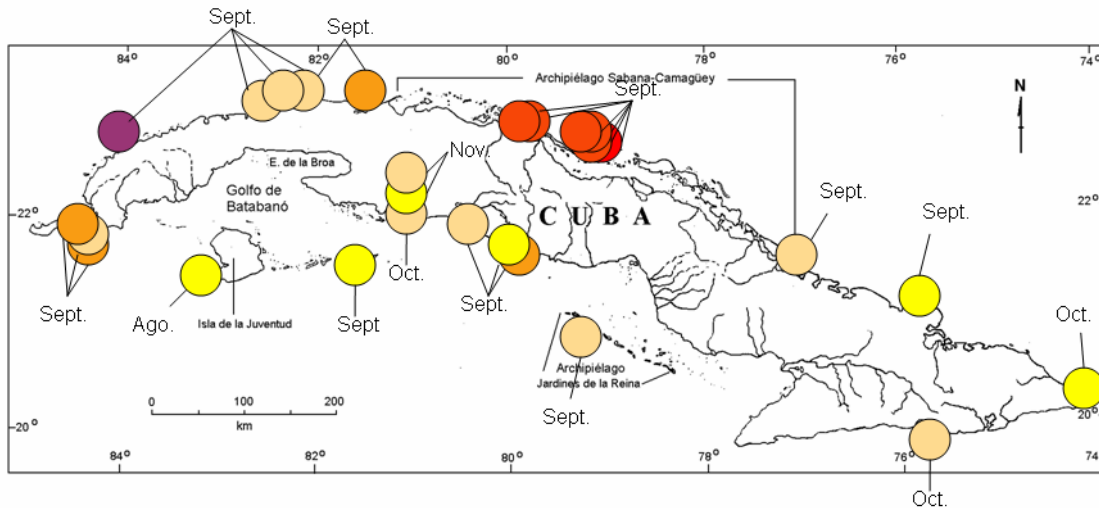 Sept.
Sept.
84°
82°
80°
78°
76°
74°
Archipiélago Sabana-Camagüey
Sept.
N
Nov.
E. de la Broa
Golfo de
Batabanó
22°
22°
CUBA
Sept.
Sept.
Oct.
Sept.
Ago.
Isla de la Juventud
Sept
Sept.
Oct.
Archipiélago
Jardines de la Reina
Sept.
0 100 200
km
20°
20°
84°
82°
80°
78°
76°
74
Oct.